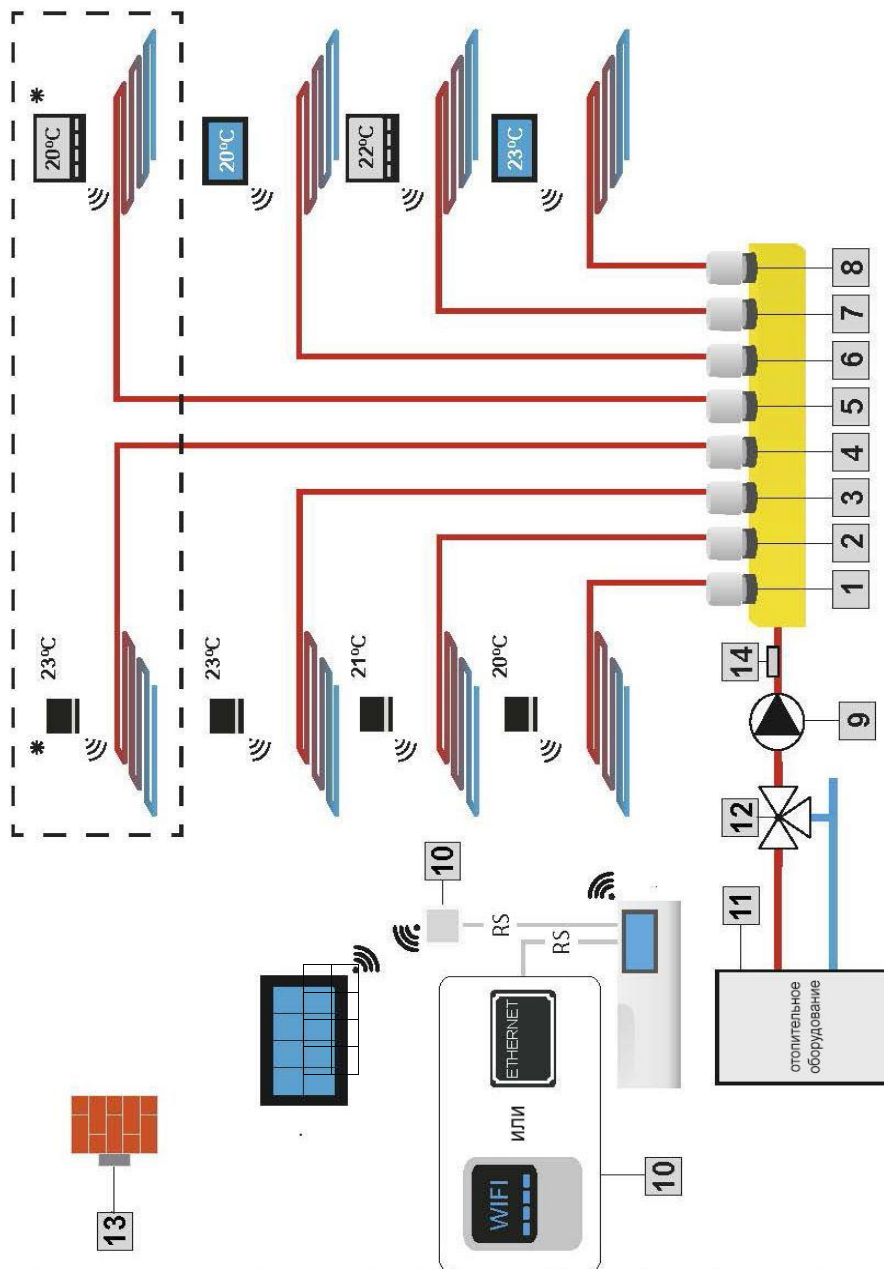 * 23°C
20°C *
13
23°C
20°C
21°C
22°C
10
WIFI
или
ETHERNET
RS
RS
20°C
23°C
10
11
12
14
отопительное
оборудование
9
1
2
3
4
5
6
7
8